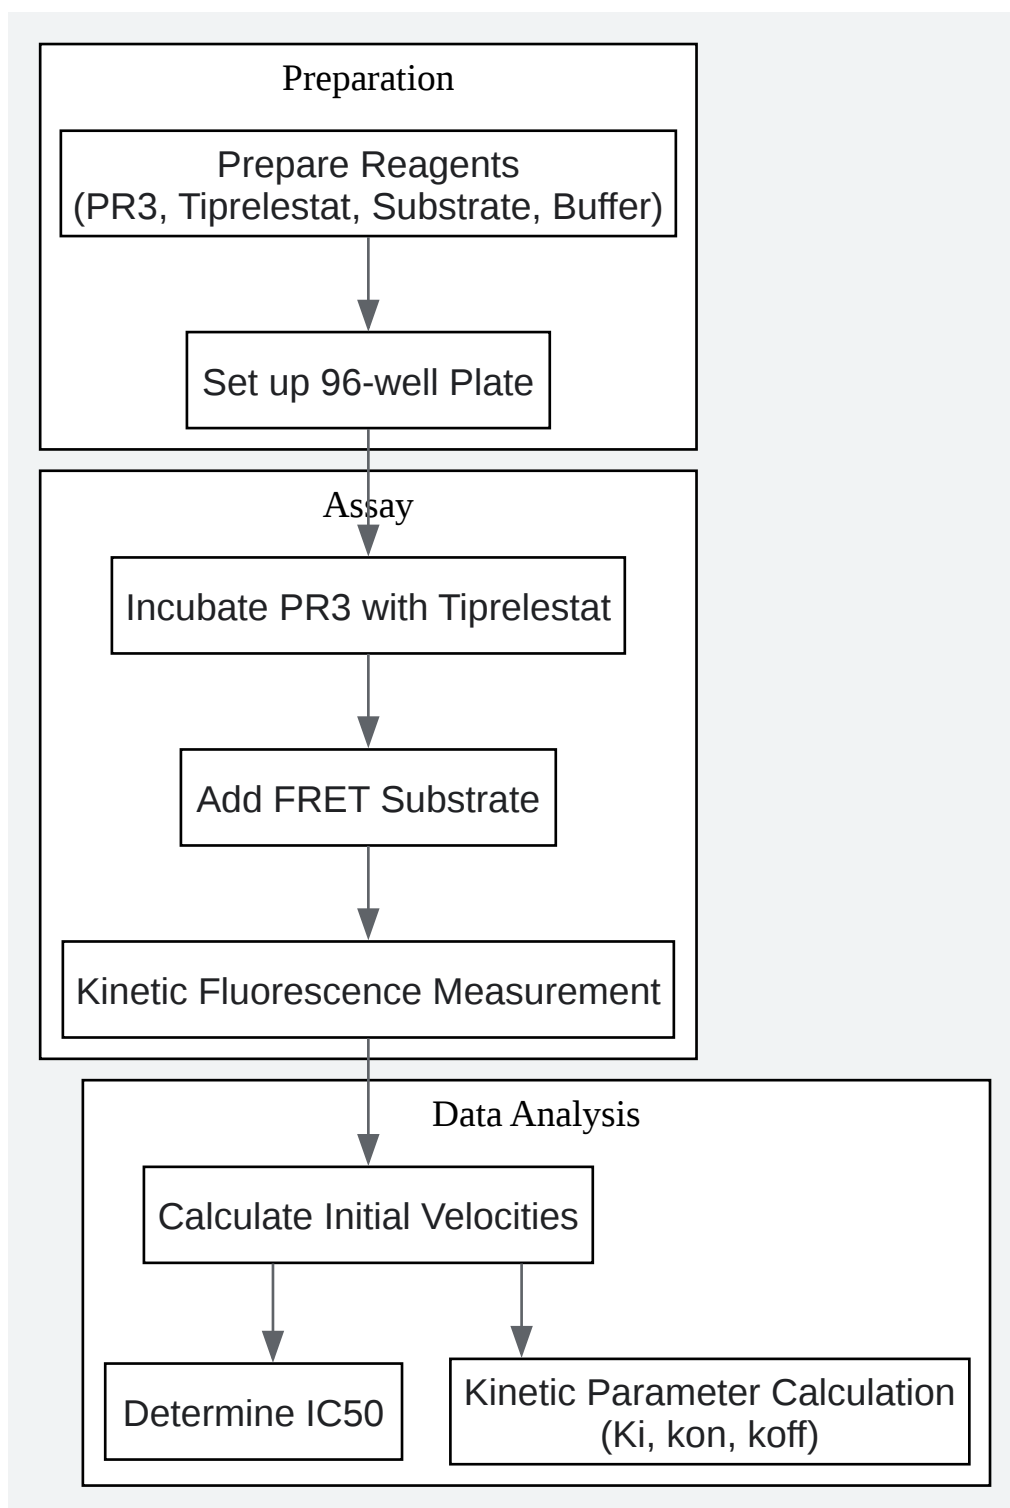 Preparation
Prepare Reagents
(PR3, Tiprelestat, Substrate, Buffer)
Set up 96-well Plate
Assay
Incubate PR3 with Tiprelestat
Add FRET Substrate
Kinetic Fluorescence Measurement
Data Analysis
Calculate Initial Velocities
Determine IC50
Kinetic Parameter Calculation
(Ki, kon, koff)